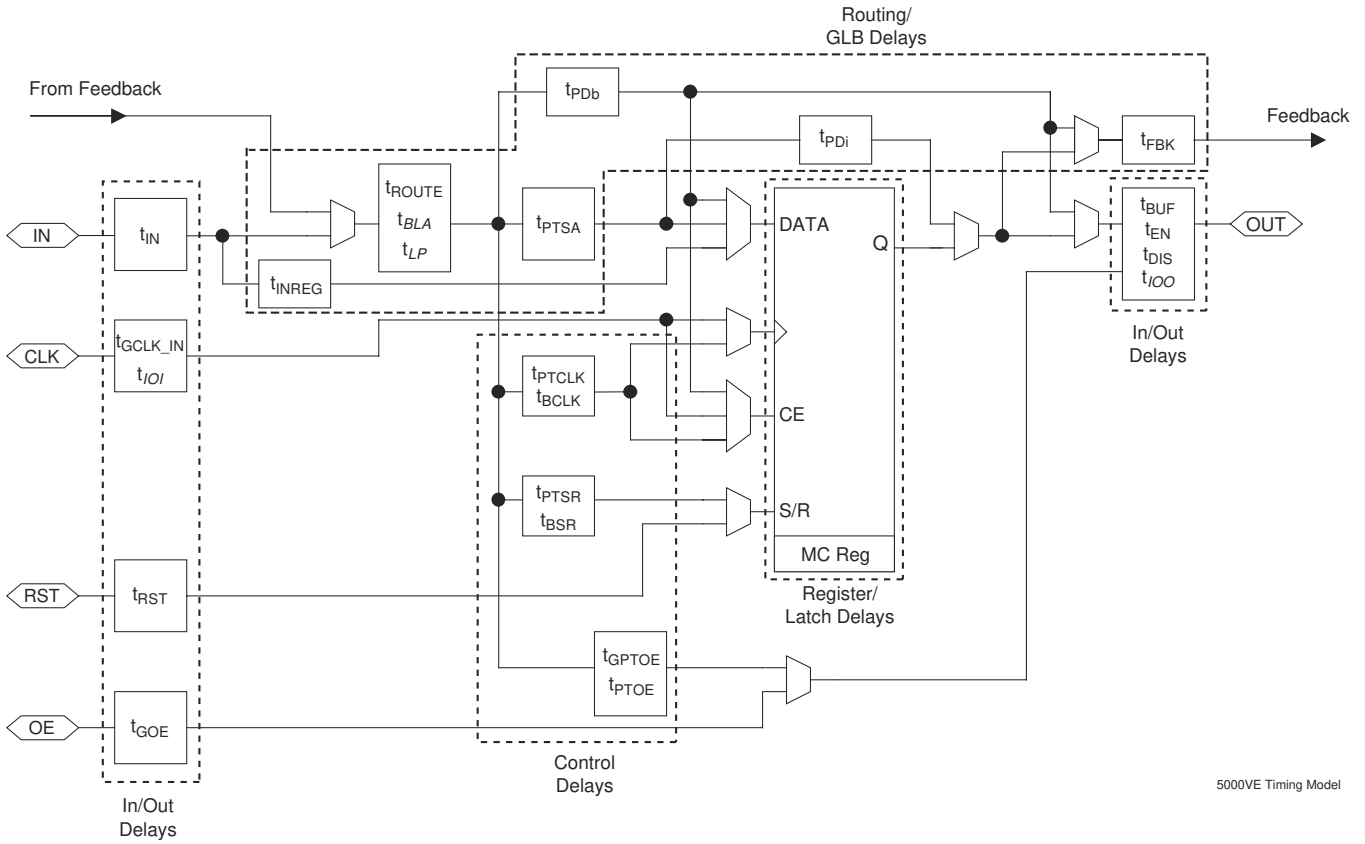 Routing/
GLB Delays
From Feedback
tPDb
Feedback
tPDi
tFBK
tROUTE
tBLA
tLP
IN
tIN
tPTSA
DATA
Q
tBUF
tEN
tDIS
tIOO
OUT
tINREG
In/Out
Delays
CLK
tGCLK_IN
tIOI
tPTCLK
tBCLK
CE
tPTSR
tBSR
S/R
MC Reg
Register/
Latch Delays
RST
tRST
tGPTOE
tPTOE
OE
tGOE
Control
Delays
5000VE Timing Model
In/Out
Delays